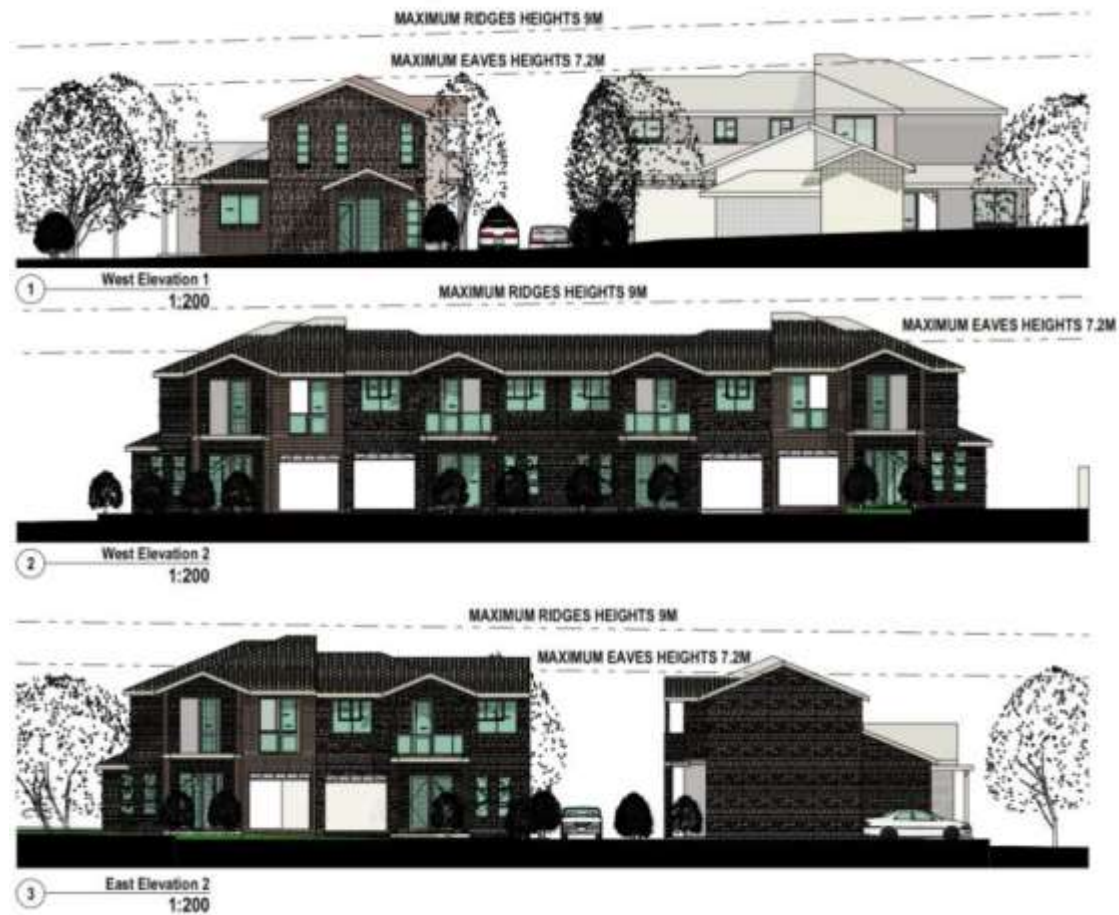 MAXIMUM RIDGES HEIGHTS 9M
MAXIMUM EAVES HEIGHTS 7.2M
1
West Elevation 1
1:200
MAXIMUM RIDGES HEIGHTS 9M
MAXIMUM EAVES HEIGHTS 7.2M
2
West Elevation 2
1:200
MAXIMUM RIDGES HEIGHTS 9M
MAXIMUM EAVES HEIGHTS 7.2M
3
East Elevation 2
1:200